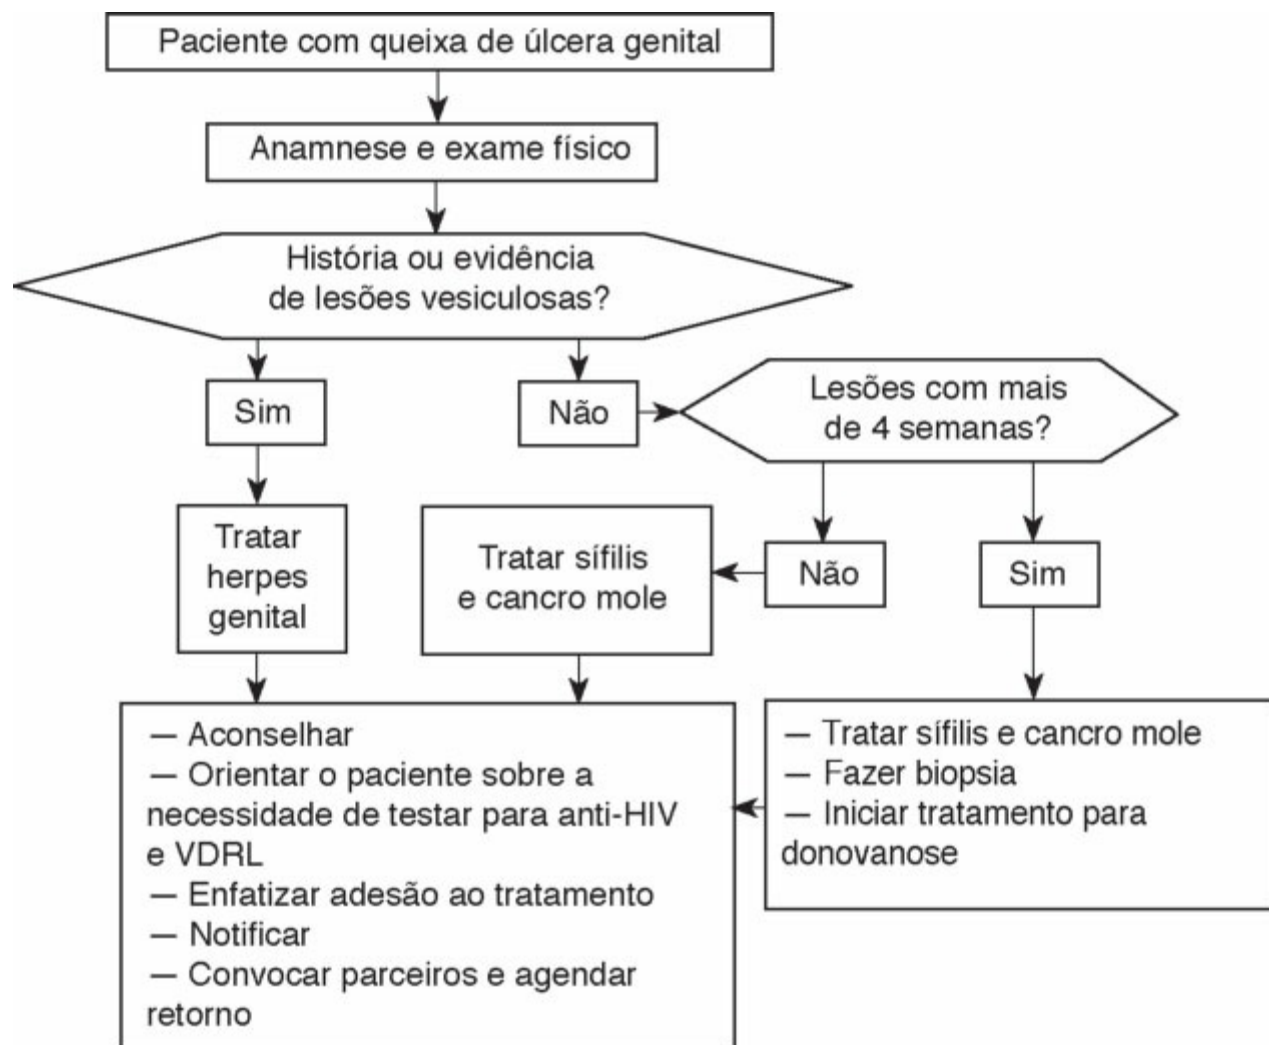 Paciente com queixa de úlcera genital
Anamnese e exame físico
História ou evidência
de lesões vesiculosas?
Sim
Não
Lesões com mais
de 4 semanas?
Tratar
herpes
genital
Tratar sífilis
e cancro mole
Não
Sim
— Aconselhar
— Orientar o paciente sobre a
necessidade de testar para anti-HIV
e VDRL
— Enfatizar adesão ao tratamento
— Notificar
— Convocar parceiros e agendar
retorno
— Tratar sífilis e cancro mole
— Fazer biopsia
— Iniciar tratamento para
donovanose